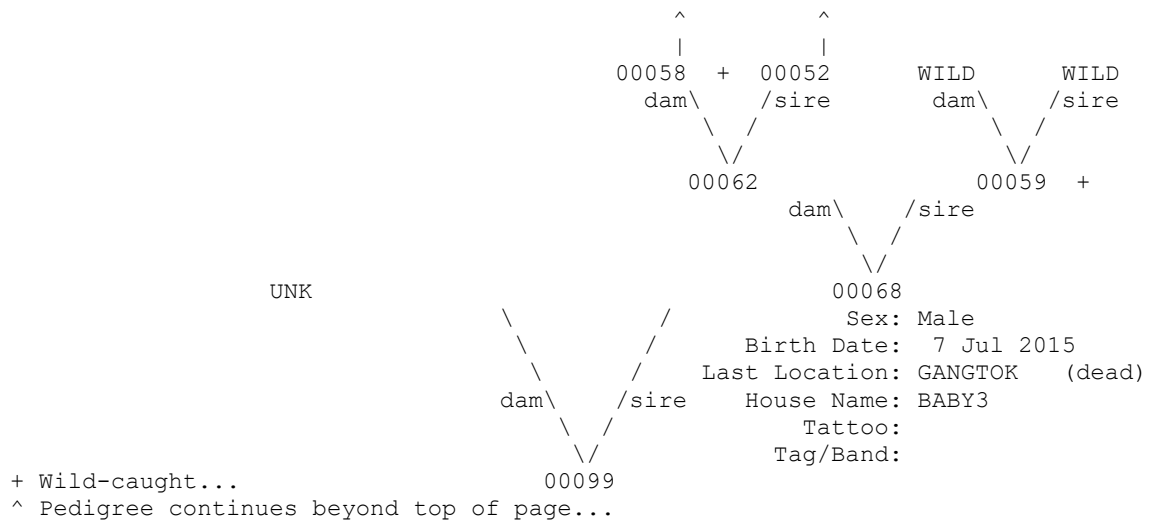 ^ ^
| |
00058 + 00052 WILD WILD
dam\ /sire dam\ /sire
\ / \ /
\/ \/
00062 00059 +
dam\ /sire
\ /
\/
UNK 00068
\ / Sex: Male
\ / Birth Date: 7 Jul 2015
\ / Last Location: GANGTOK (dead)
dam\ /sire House Name: BABY3
\ / Tattoo:
\/ Tag/Band:
+ Wild-caught... 00099
^ Pedigree continues beyond top of page...